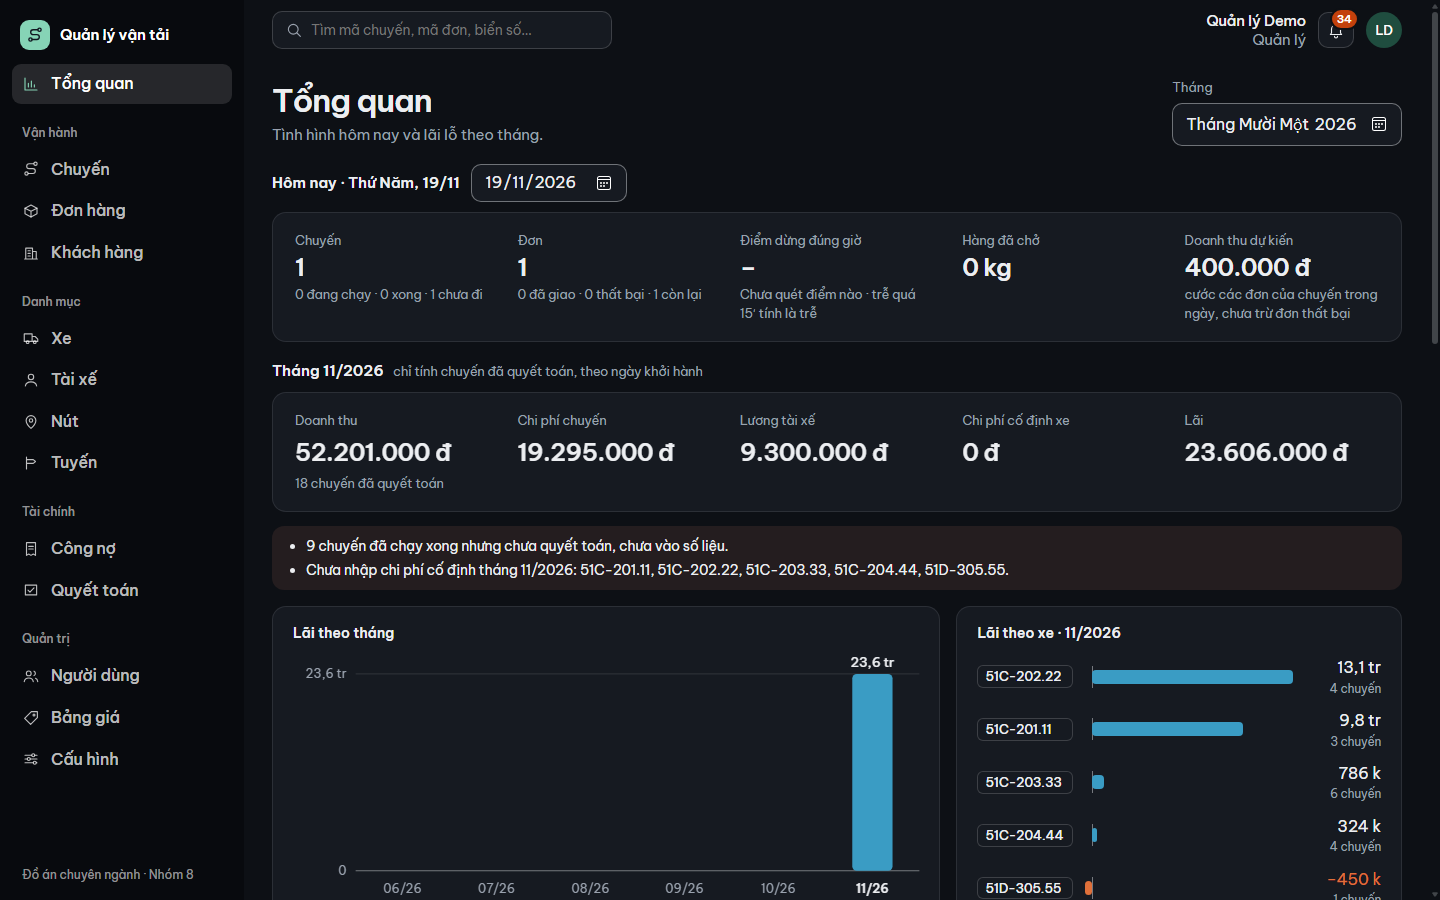 Quản lý vận tải
Tổng quan
Vận hành
Chuyến
Đơn hàng
Khách hàng
Danh mục
Xe
Tài xế
Nút
Tuyến
Tài chính
Công nợ
Quyết toán
Quản trị
Người dùng
Bảng giá
Cấu hình
Đồ án chuyên ngành · Nhóm 8
Tìm mã chuyến, mã đơn, biển số...
Quản lý Demo
Quản lý
34
LD
Tổng quan
Tình hình hôm nay và lãi lỗ theo tháng.
Tháng
Tháng Mười Một 2026
Hôm nay · Thứ Năm, 19/11
19/11/2026
Chuyến
1
0 đang chạy · 0 xong · 1 chưa đi
Đơn
1
0 đã giao · 0 thất bại · 1 còn lại
Điểm dừng đúng giờ
–
Chưa quét điểm nào · trễ quá
15' tính là trễ
Hàng đã chở
0 kg
Doanh thu dự kiến
400.000 đ
cước các đơn của chuyến trong
ngày, chưa trừ đơn thất bại
Tháng 11/2026 chỉ tính chuyến đã quyết toán, theo ngày khởi hành
Doanh thu
52.201.000 đ
18 chuyến đã quyết toán
Chi phí chuyến
19.295.000 đ
Lương tài xế
9.300.000 đ
Chi phí cố định xe
0 đ
Lãi
23.606.000 đ
• 9 chuyến đã chạy xong nhưng chưa quyết toán, chưa vào số liệu.
• Chưa nhập chi phí cố định tháng 11/2026: 51C-201.11, 51C-202.22, 51C-203.33, 51C-204.44, 51D-305.55.
Lãi theo tháng
23,6 tr
23,6 tr
0
06/26
07/26
08/26
09/26
10/26
11/26
Lãi theo xe · 11/2026
51C-202.22
13,1 tr
4 chuyến
51C-201.11
9,8 tr
3 chuyến
51C-203.33
786 k
6 chuyến
51C-204.44
324 k
4 chuyến
51D-305.55
−450 k
1 chuyến